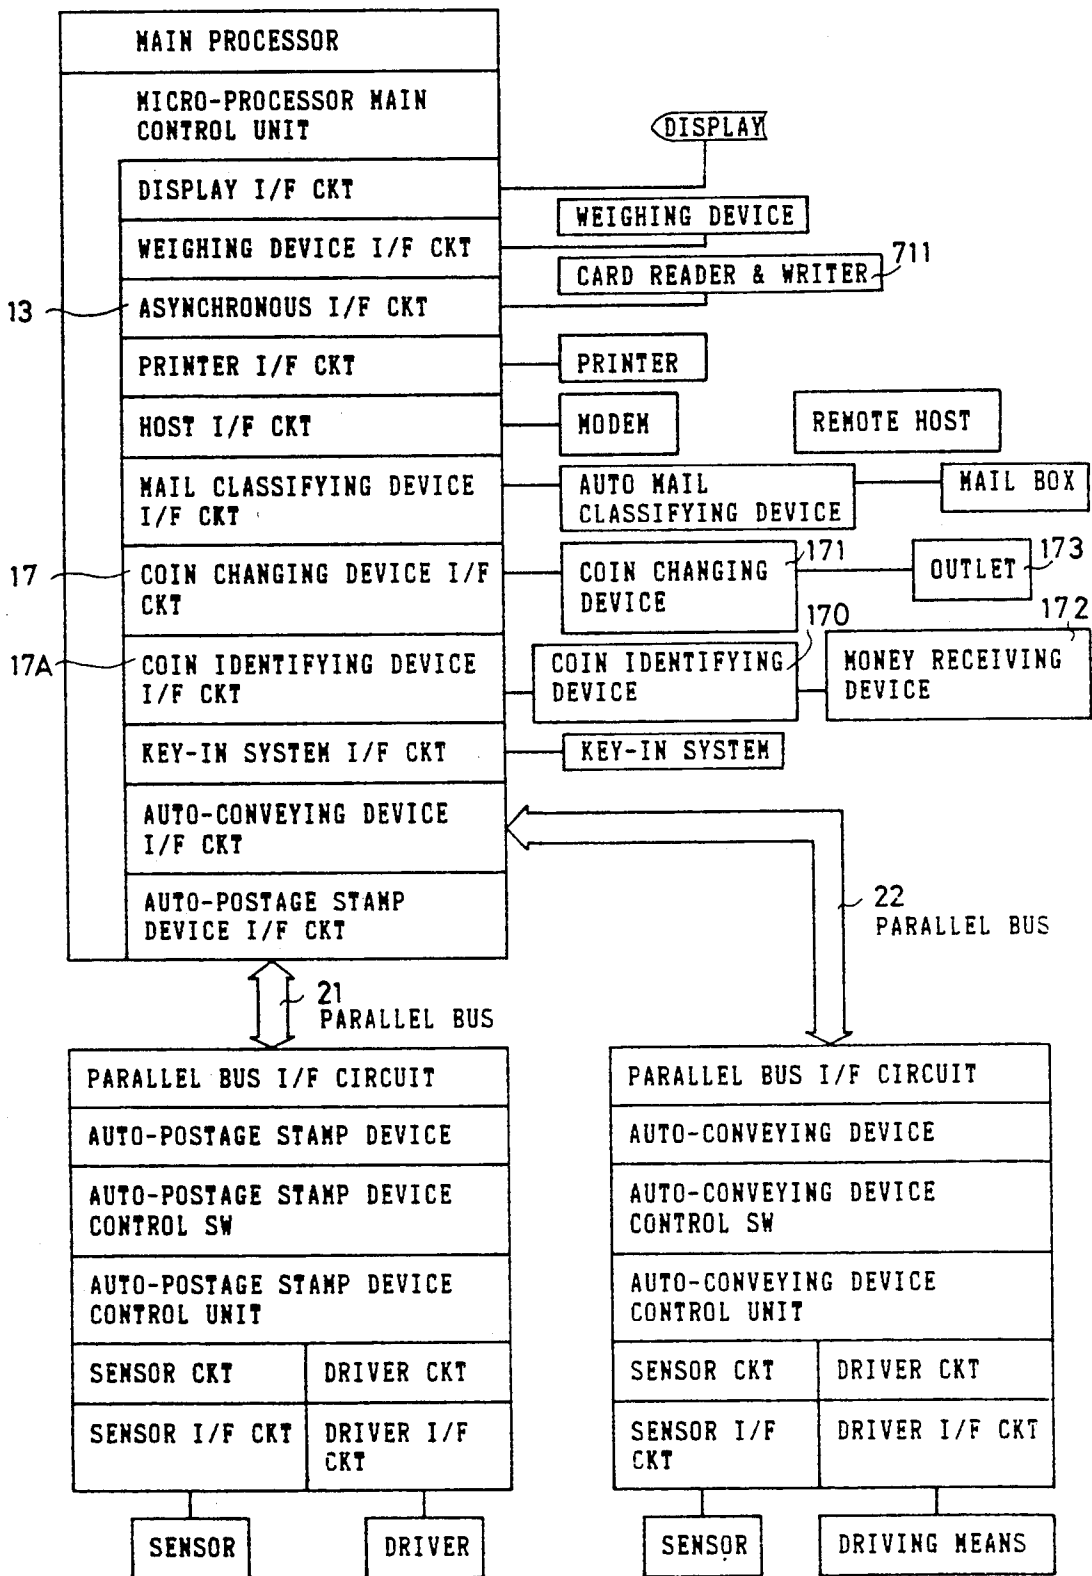 MAIN PROCESSOR
MICRO-PROCESSOR MAIN
CONTROL UNIT
DISPLAY
DISPLAY I/F CKT
WEIGHING DEVICE
WEIGHING DEVICE I/F CKT
711
CARD READER & WRITER
13
ASYNCHRONOUS I/F CKT
PRINTER I/F CKT
PRINTER
HOST I/F CKT
MODEM
REMOTE HOST
MAIL CLASSIFYING DEVICE
I/F CKT
AUTO MAIL
CLASSIFYING DEVICE
MAIL BOX
17
COIN CHANGING DEVICE I/F
CKT
171
COIN CHANGING
DEVICE
173
OUTLET
17A
COIN IDENTIFYING DEVICE
I/F CKT
170
COIN IDENTIFYING
DEVICE
172
MONEY RECEIVING
DEVICE
KEY-IN SYSTEM I/F CKT
KEY-IN SYSTEM
AUTO-CONVEYING DEVICE
I/F CKT
AUTO-POSTAGE STAMP
DEVICE I/F CKT
22
PARALLEL BUS
21
PARALLEL BUS
PARALLEL BUS I/F CIRCUIT
AUTO-POSTAGE STAMP DEVICE
AUTO-POSTAGE STAMP DEVICE
CONTROL SW
AUTO-POSTAGE STAMP DEVICE
CONTROL UNIT
SENSOR CKT
DRIVER CKT
SENSOR I/F CKT
DRIVER I/F
CKT
SENSOR
DRIVER
PARALLEL BUS I/F CIRCUIT
AUTO-CONVEYING DEVICE
AUTO-CONVEYING DEVICE
CONTROL SW
AUTO-CONVEYING DEVICE
CONTROL UNIT
SENSOR CKT
DRIVER CKT
SENSOR I/F
CKT
DRIVER I/F CKT
SENSOR
DRIVING MEANS